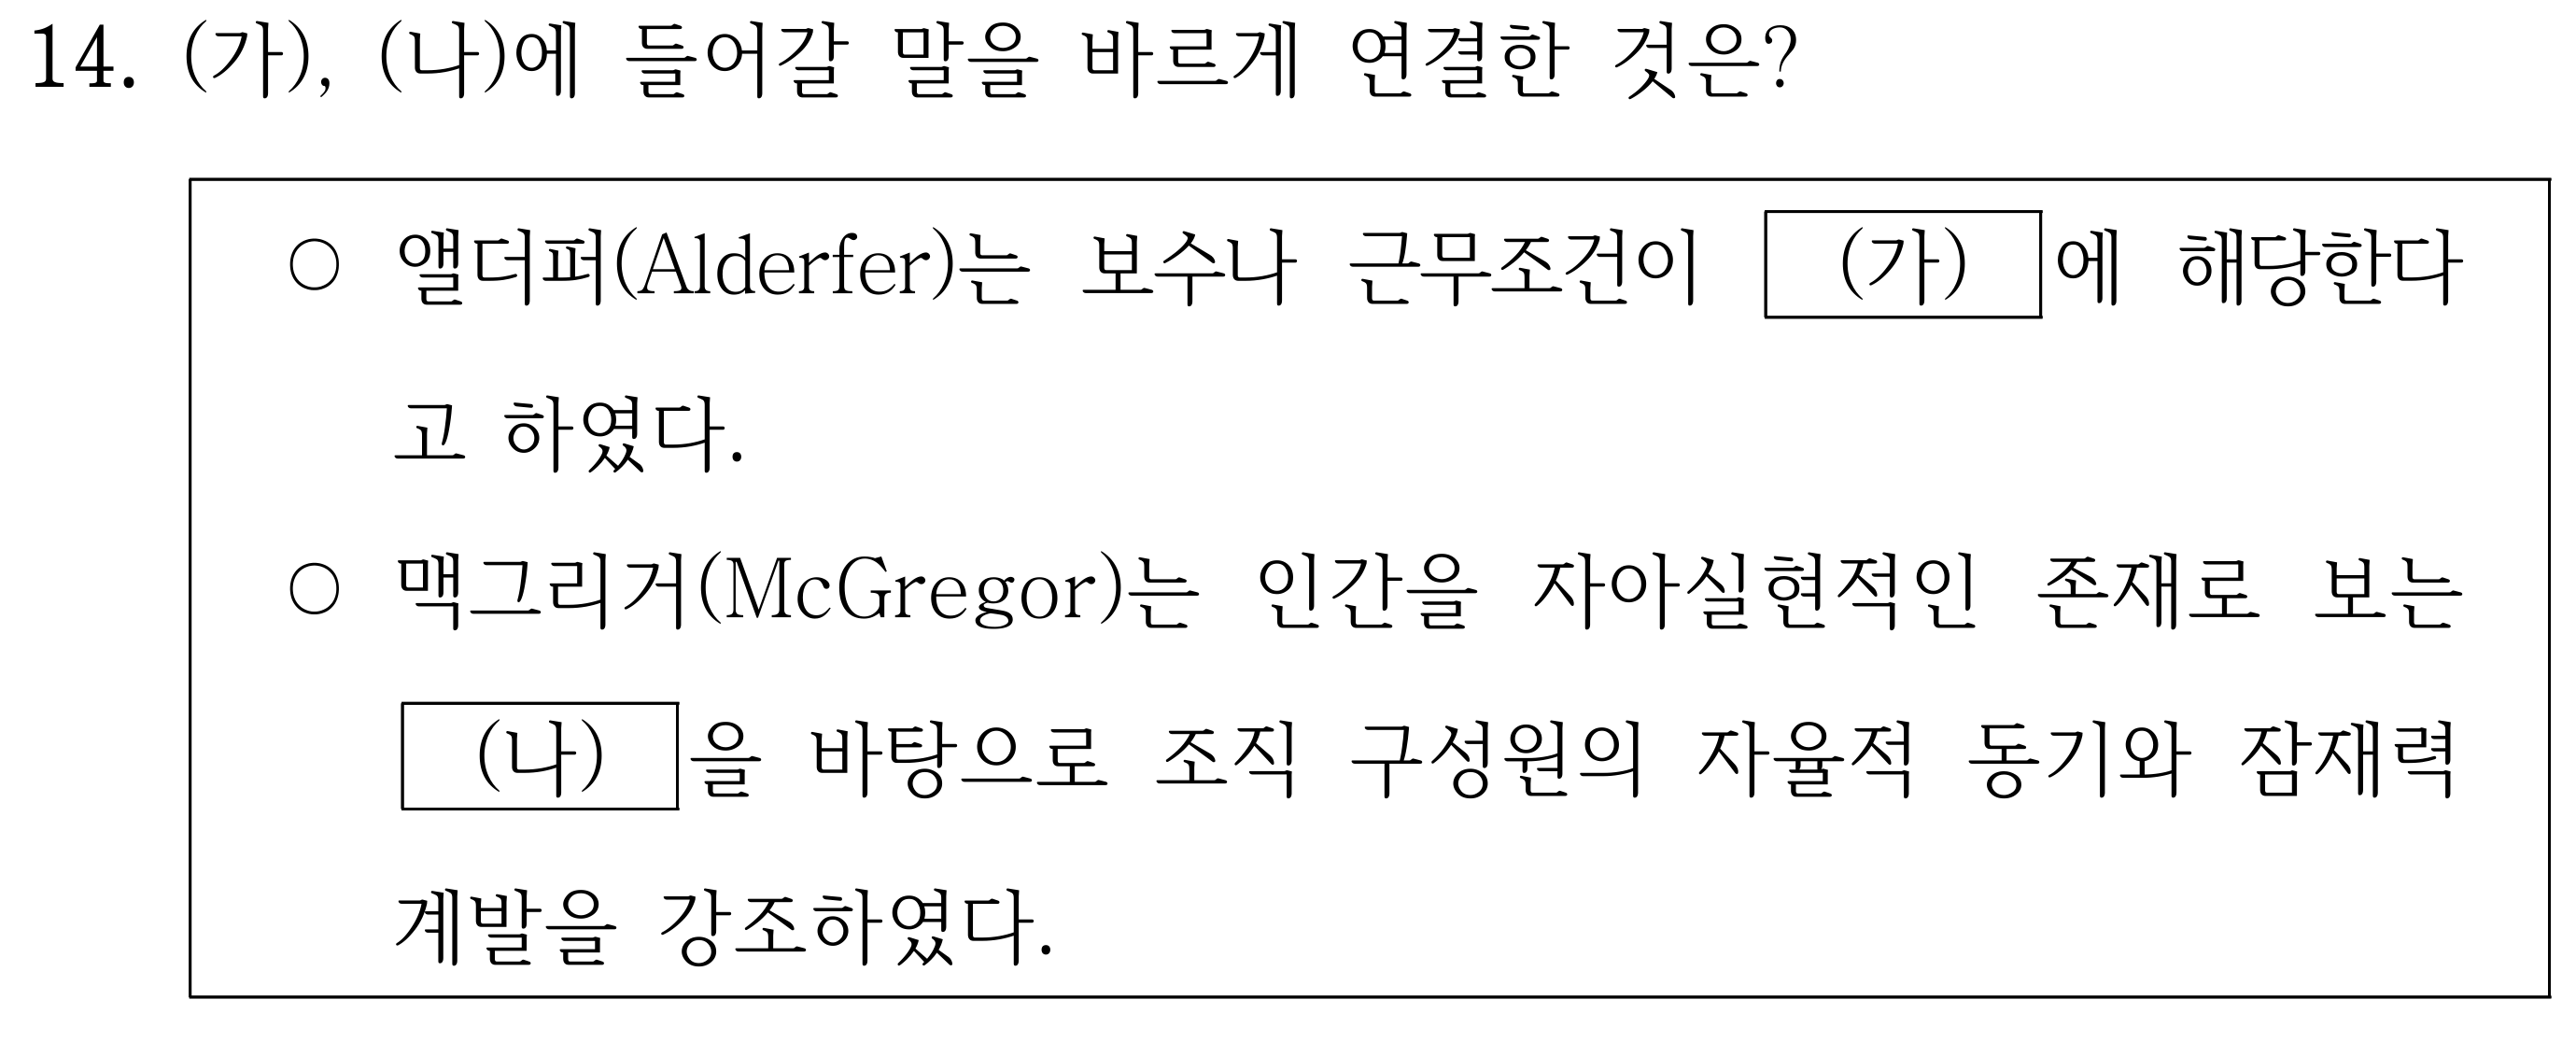 14. (가), (나)에 들어갈 말을 바르게 연결한 것은?
○ 앨더퍼(Alderfer)는 보수나 근무조건이 (가) 에 해당한다
고 하였다.
○ 맥그리거(McGregor)는 인간을 자아실현적인 존재로 보는
(나) 을 바탕으로 조직 구성원의 자율적 동기와 잠재력
계발을 강조하였다.